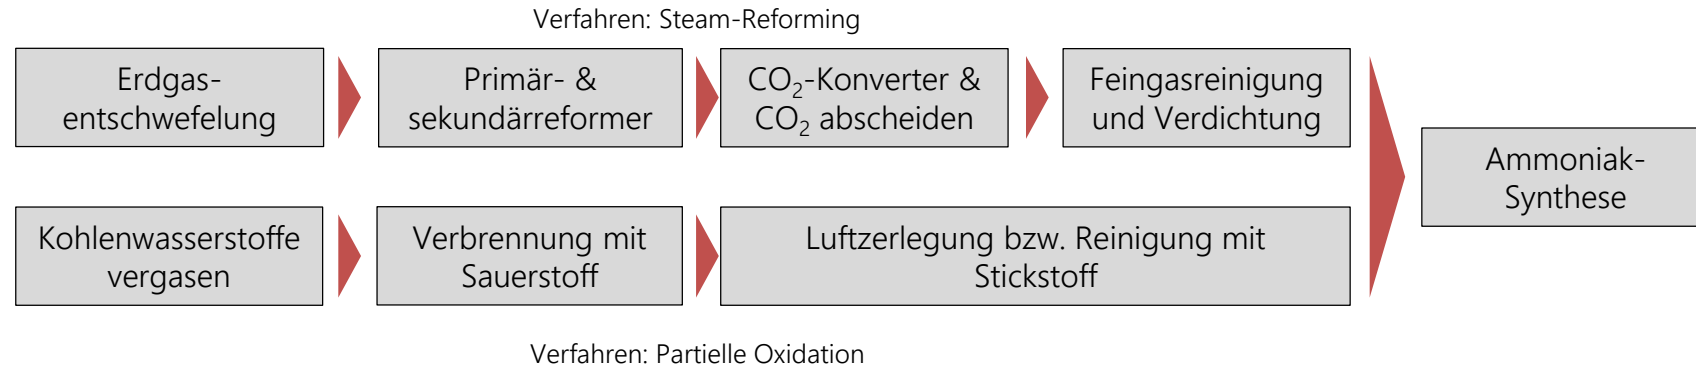 Verfahren: Steam-Reforming
Erdgas-
entschwefelung
Primär- &
sekundärreformer
CO₂-Konverter &
CO₂ abscheiden
Feingasreinigung
und Verdichtung
Ammoniak-
Synthese
Kohlenwasserstoffe
vergasen
Verbrennung mit
Sauerstoff
Luftzerlegung bzw. Reinigung mit
Stickstoff
Verfahren: Partielle Oxidation